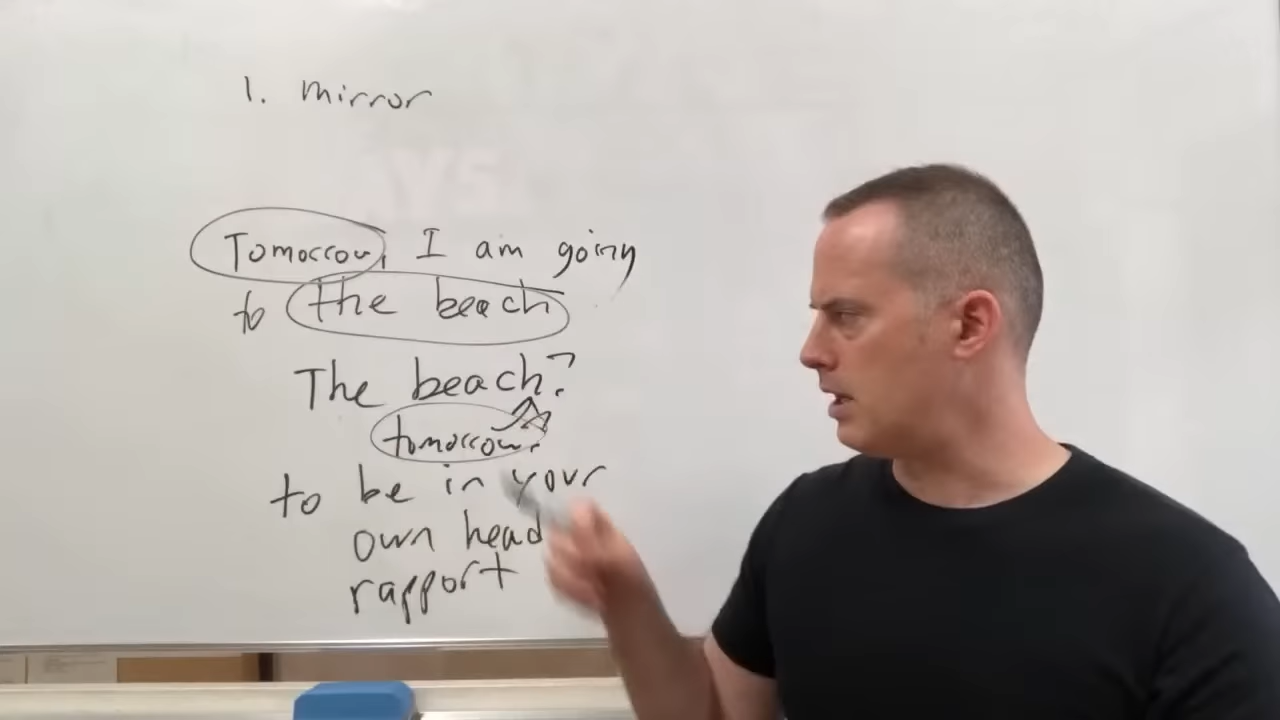 1. mirror
Tomorrow, I am going
to the beach
The beach?
tomorrow?
to be in your
own head
rapport